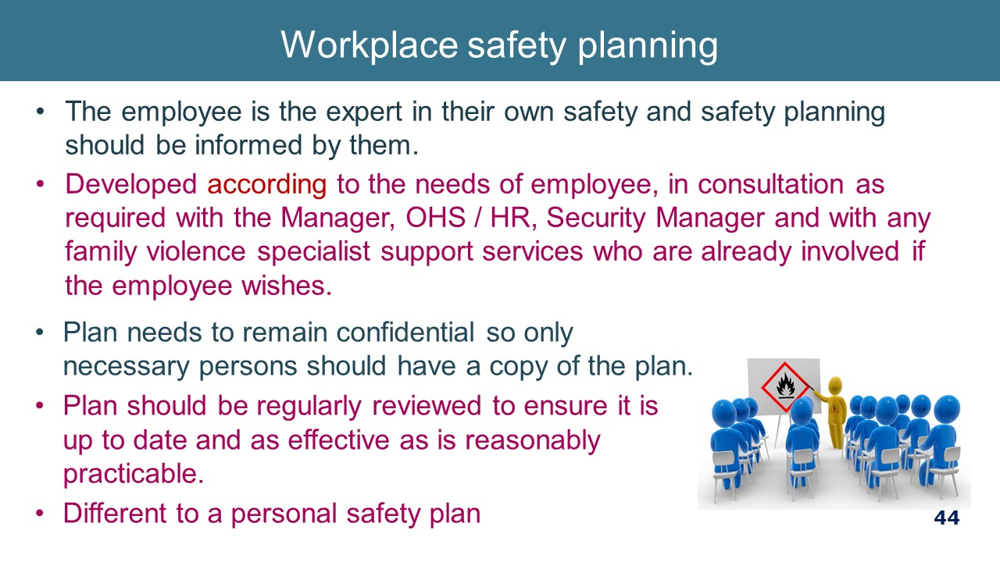 Workplace safety planning
• The employee is the expert in their own safety and safety planning
should be informed by them.
• Developed according to the needs of employee, in consultation as
required with the Manager, OHS / HR, Security Manager and with any
family violence specialist support services who are already involved if
the employee wishes.
• Plan needs to remain confidential so only
necessary persons should have a copy of the plan.
• Plan should be regularly reviewed to ensure it is
up to date and as effective as is reasonably
practicable.
• Different to a personal safety plan
44